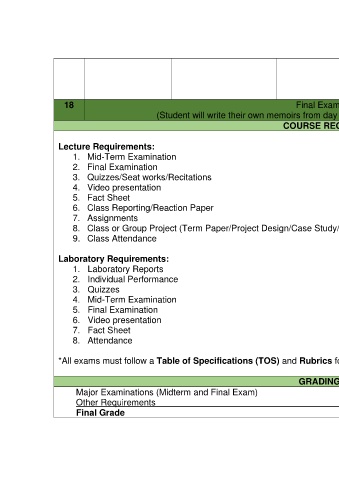 18
Final Exam
(Student will write their own memoirs from day
COURSE REQ
Lecture Requirements:
1. Mid-Term Examination
2. Final Examination
3. Quizzes/Seat works/Recitations
4. Video presentation
5. Fact Sheet
6. Class Reporting/Reaction Paper
7. Assignments
8. Class or Group Project (Term Paper/Project Design/Case Study/
9. Class Attendance
Laboratory Requirements:
1. Laboratory Reports
2. Individual Performance
3. Quizzes
4. Mid-Term Examination
5. Final Examination
6. Video presentation
7. Fact Sheet
8. Attendance
*All exams must follow a Table of Specifications (TOS) and Rubrics fo
GRADING
Major Examinations (Midterm and Final Exam)
Other Requirements
Final Grade